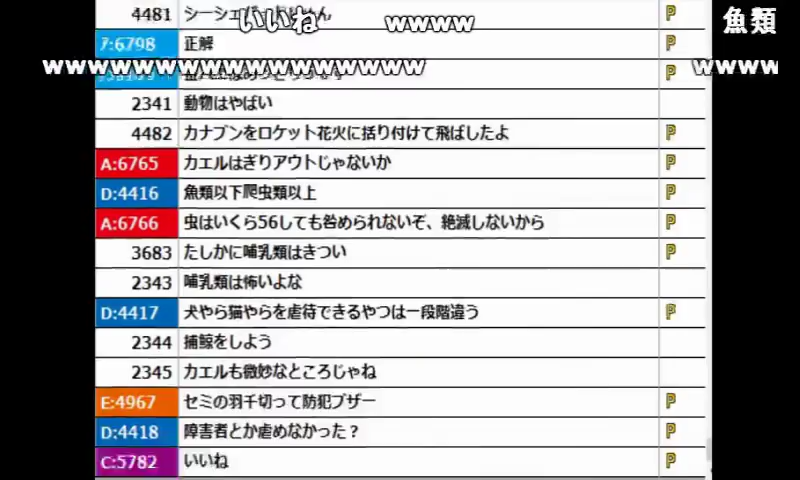 いいね
wwww
魚類
4481 シーシェ P
ｱ:6798 正解 P
wwwwwwwwwwwwwwwwww
wwww
P
2341 動物はやばい
4482 カナブンをロケット花火に括り付けて飛ばしたよ P
A:6765 カエルはぎりアウトじゃないか P
D:4416 魚類以下爬虫類以上 P
A:6766 虫はいくら56しても咎められないぞ、絶滅しないから P
3683 たしかに哺乳類はきつい P
2343 哺乳類は怖いよな
D:4417 犬やら猫やらを虐待できるやつは一段階違う P
2344 捕鯨をしよう
2345 カエルも微妙なところじゃね
E:4967 セミの羽千切って防犯ブザー P
D:4418 障害者とか虐めなかった？ P
C:5782 いいね P